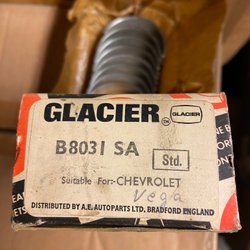 GLACIER
GLACIER
B8031 SA
Std.
Suitable For:-CHEVROLET
Vega
DISTRIBUTED BY A.E. AUTOPARTS LTD. BRADFORD ENGLAND